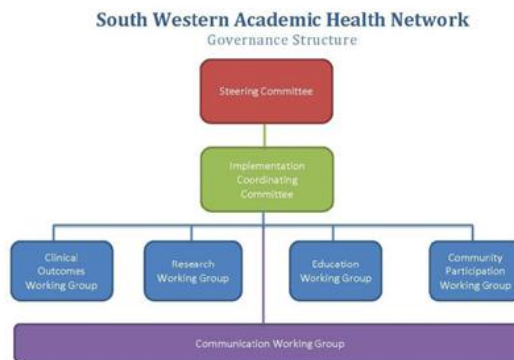 South Western Academic Health Network
Governance Structure
Steering Committee
Implementation
Coordinating
Committee
Clinical
Outcomes
Working Group
Research
Working Group
Education
Working Group
Community
Participation
Working Group
Communication Working Group